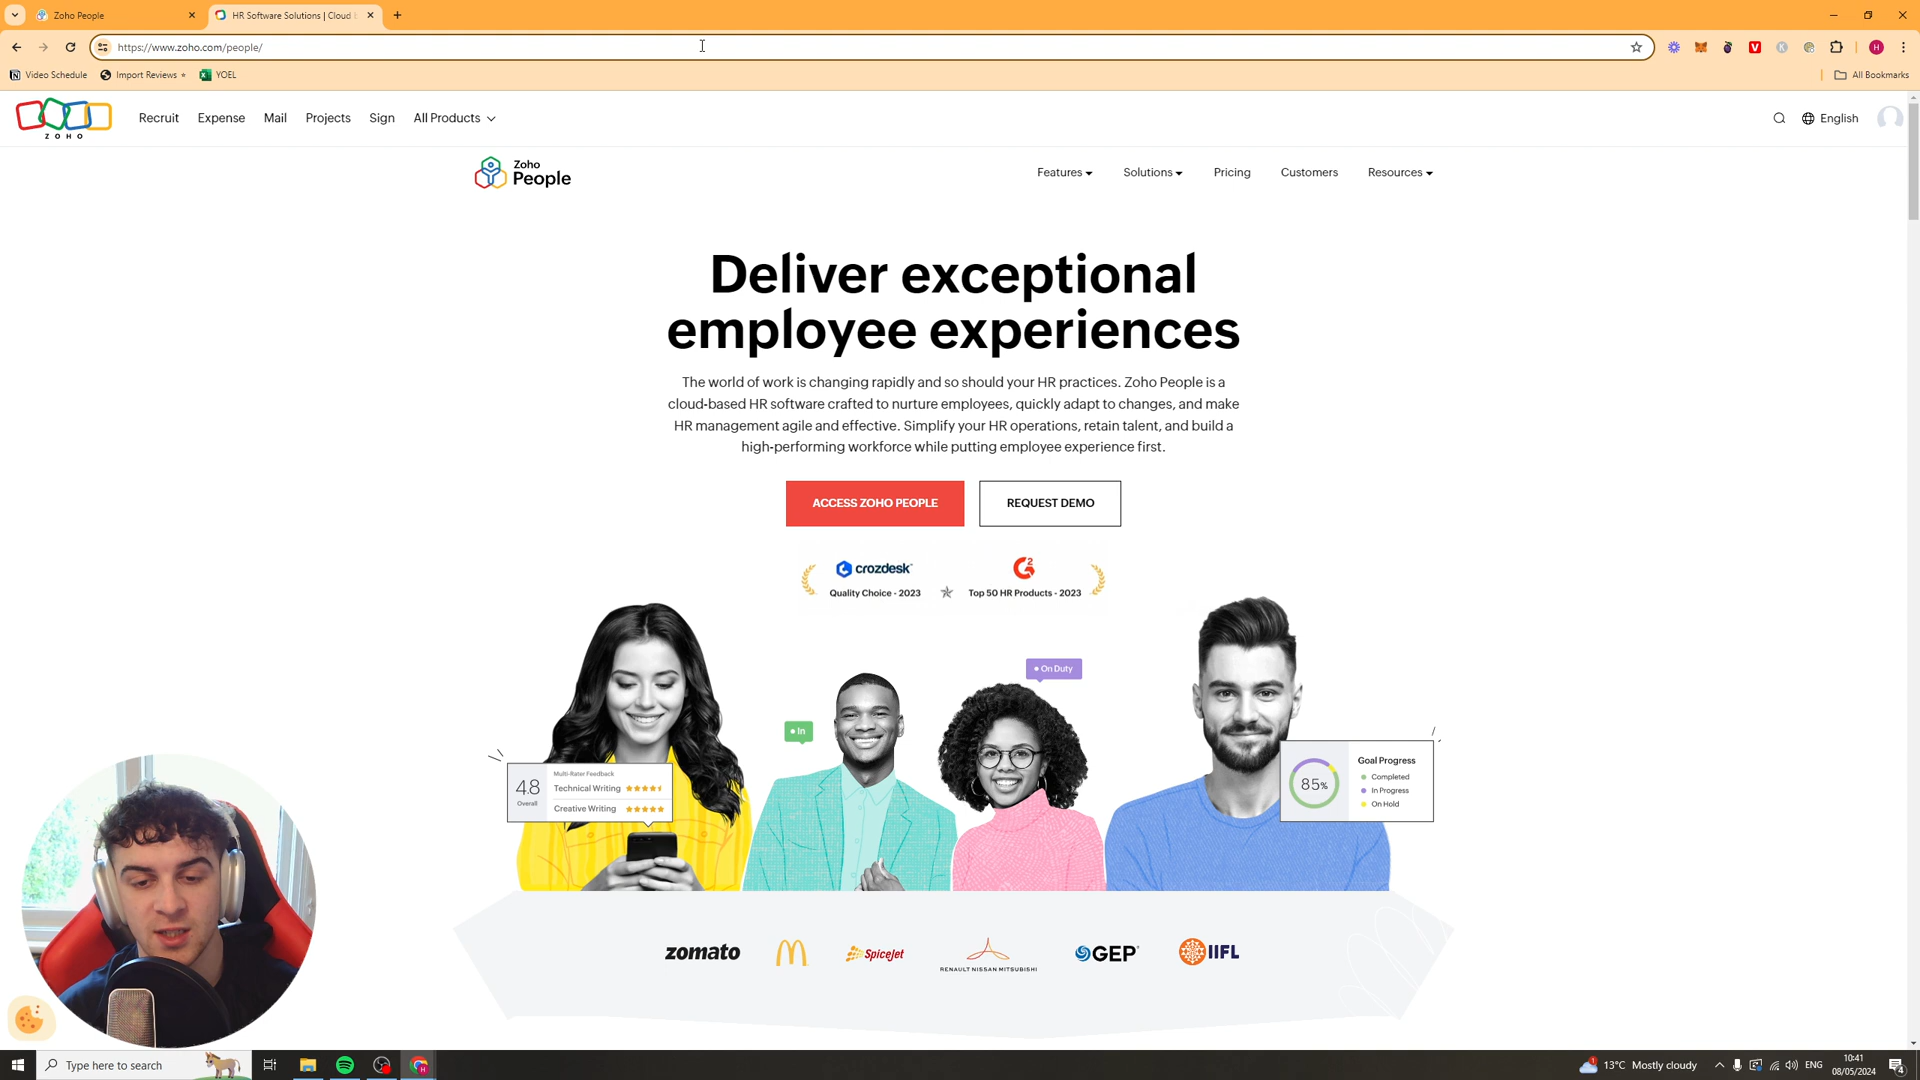 Zoho People
HR Software Solutions | Cloud
https://www.zoho.com/people/
Video Schedule
Import Reviews
YOEL
All Bookmarks
ZOHO
Recruit
Expense
Mail
Projects
Sign
All Products
English
Zoho
People
Features
Solutions
Pricing
Customers
Resources
Deliver exceptional
employee experiences
The world of work is changing rapidly and so should your HR practices. Zoho People is a
cloud-based HR software crafted to nurture employees, quickly adapt to changes, and make
HR management agile and effective. Simplify your HR operations, retain talent, and build a
high-performing workforce while putting employee experience first.
ACCESS ZOHO PEOPLE
REQUEST DEMO
crozdesk
Quality Choice - 2023
Top 50 HR Products - 2023
On Duty
In
4.8
Overall
Multi-Rater Feedback
Technical Writing
Creative Writing
85%
Goal Progress
Completed
In Progress
On Hold
zomato
SpiceJet
RENAULT NISSAN MITSUBISHI
GEP
IIFL
Type here to search
13°C Mostly cloudy
ENG
10:41
08/05/2024